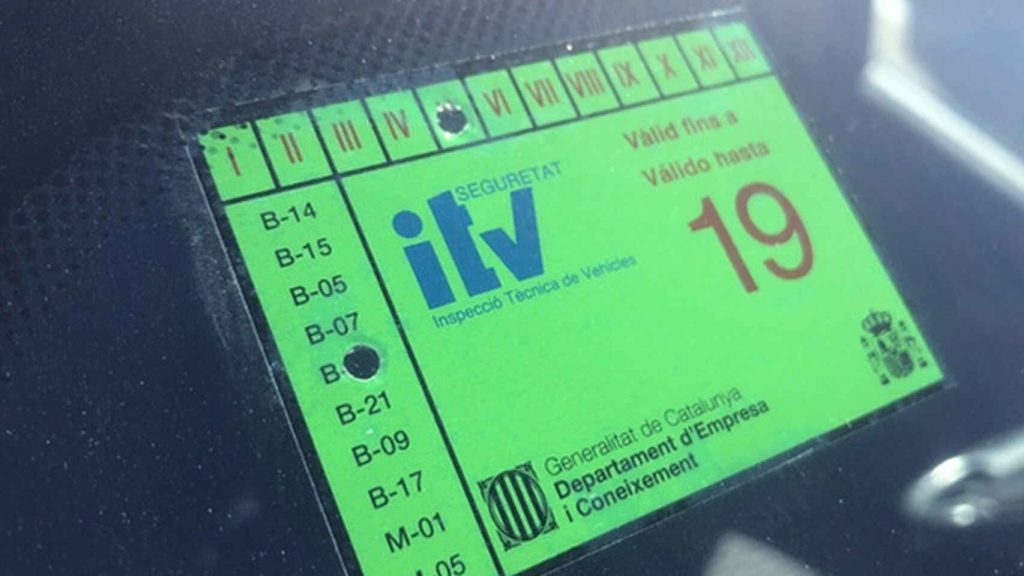 I II III IV VI VII VIII IX X XI XII
B-14
B-15
B-05
B-07
B-
B-21
B-09
B-17
M-01
SEGURETAT
itv
Inspecció Tècnica de Vehicles
Vàlid fins a
Válido hasta
19
Generalitat de Catalunya
Departament d'Empresa
i Coneixement